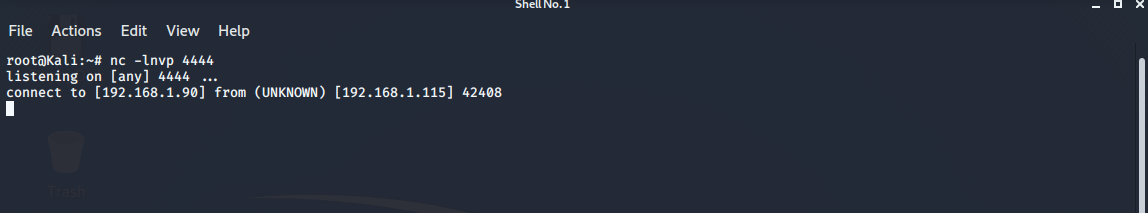 Shell No. 1
File Actions Edit View Help
root@Kali:~# nc -lnvp 4444
listening on [any] 4444 ...
connect to [192.168.1.90] from (UNKNOWN) [192.168.1.115] 42408
Trash